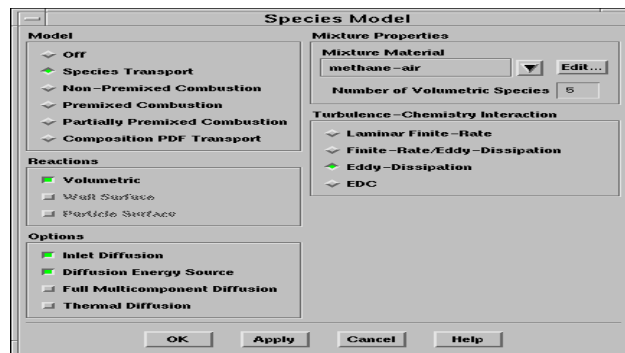 Species Model
Model
Off
Species Transport
Non-Premixed Combustion
Premixed Combustion
Partially Premixed Combustion
Composition PDF Transport
Reactions
Volumetric
Wall Surface
Particle Surface
Options
Inlet Diffusion
Diffusion Energy Source
Full Multicomponent Diffusion
Thermal Diffusion
Mixture Properties
Mixture Material
methane-air
Edit...
Number of Volumetric Species 5
Turbulence-Chemistry Interaction
Laminar Finite-Rate
Finite-Rate/Eddy-Dissipation
Eddy-Dissipation
EDC
OK Apply Cancel Help